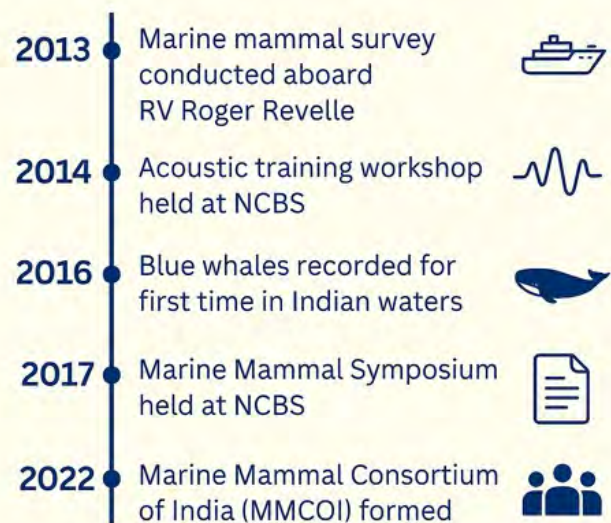 2013 Marine mammal survey
conducted aboard
RV Roger Revelle
2014 Acoustic training workshop
held at NCBS
2016 Blue whales recorded for
first time in Indian waters
2017 Marine Mammal Symposium
held at NCBS
2022 Marine Mammal Consortium
of India (MMCOI) formed